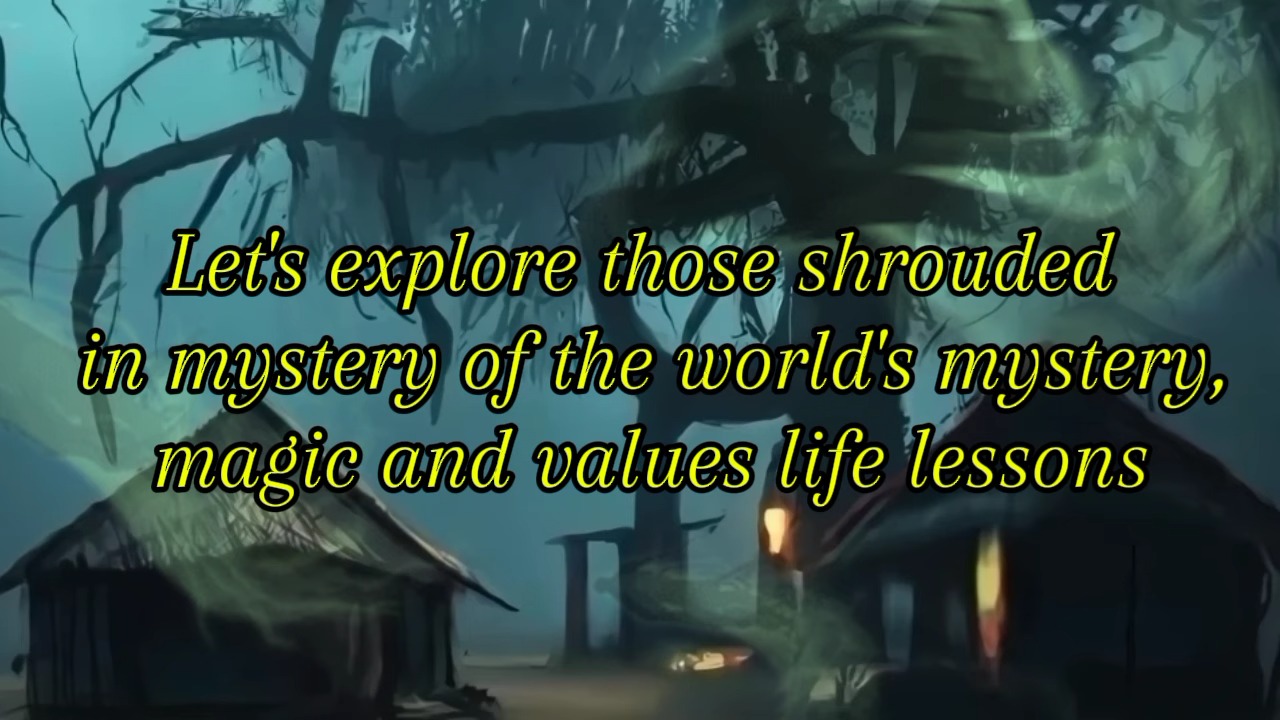 Let's explore those shrouded
in mystery of the world's mystery,
magic and values life lessons